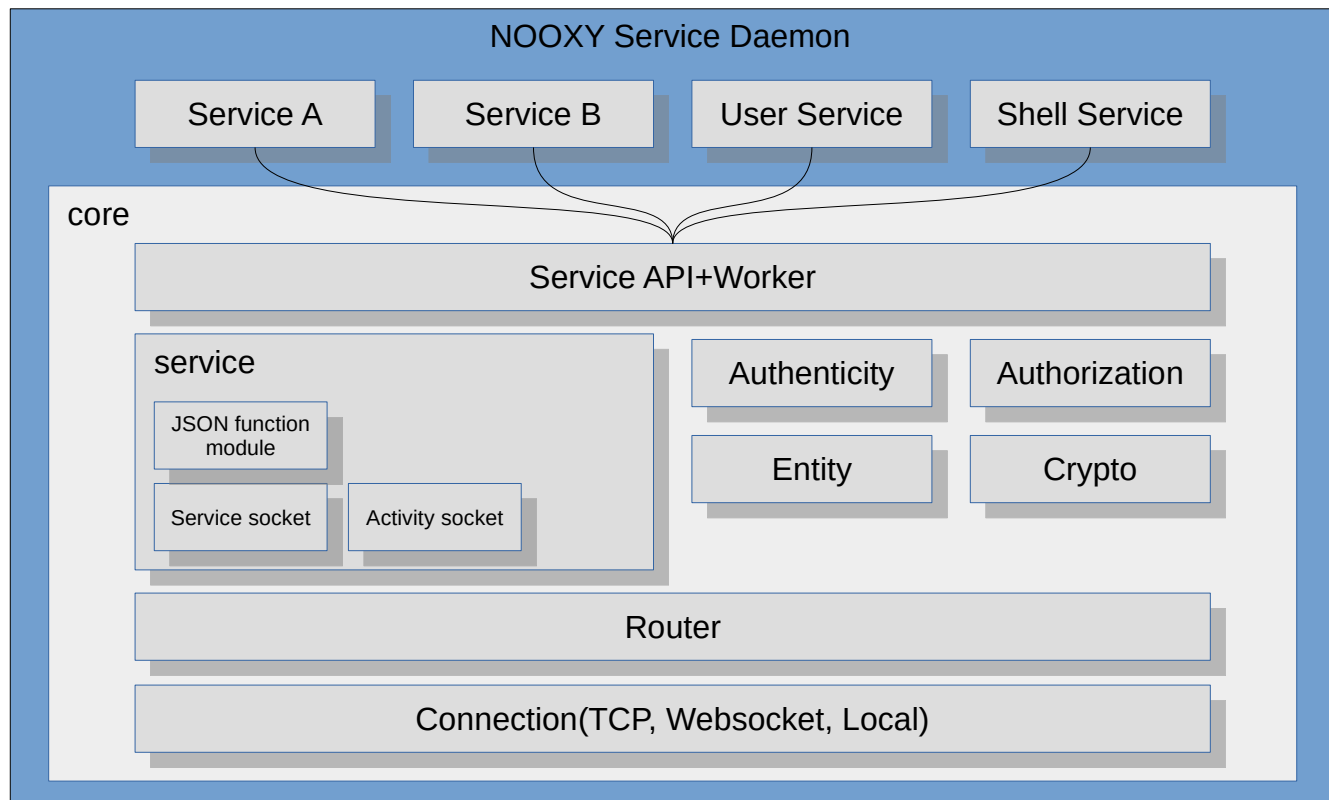 NOOXY Service Daemon
Service A
Service B
User Service
Shell Service
core
Service API+Worker
service
JSON function
module
Service socket
Activity socket
Authenticity
Authorization
Entity
Crypto
Router
Connection(TCP, Websocket, Local)